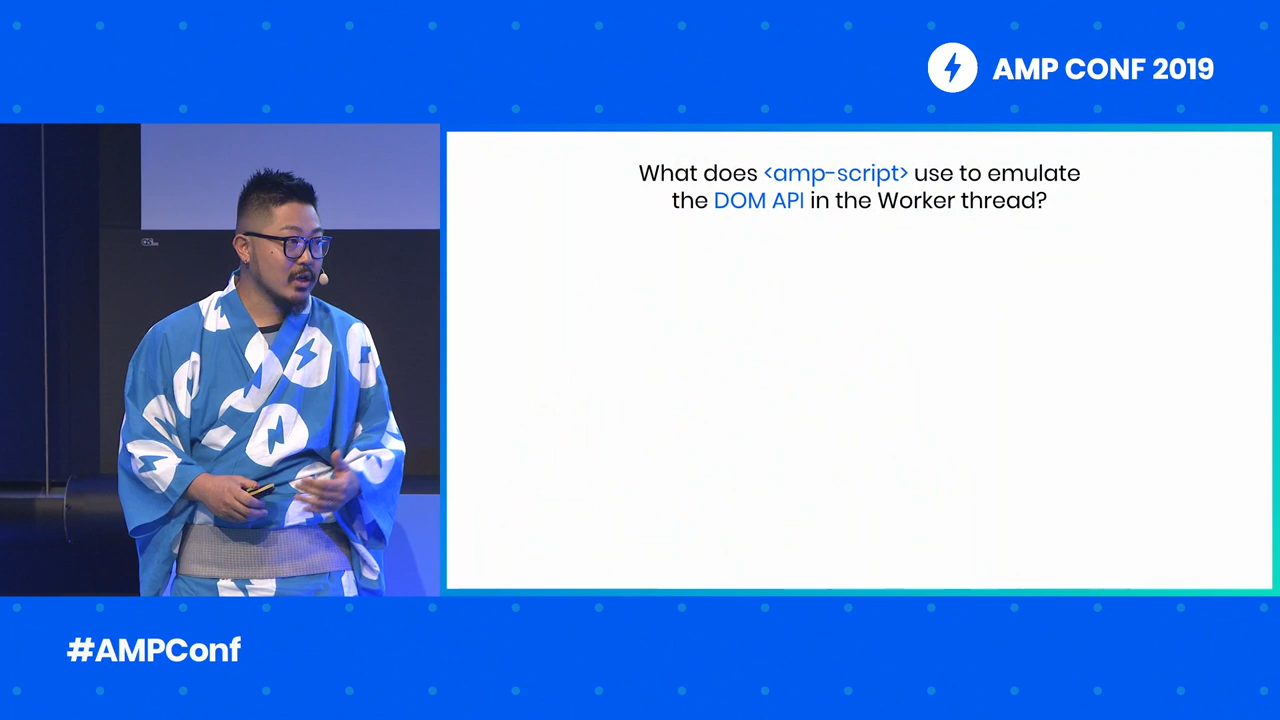 AMP CONF 2019
What does <amp-script> use to emulate
the DOM API in the Worker thread?
#AMPConf